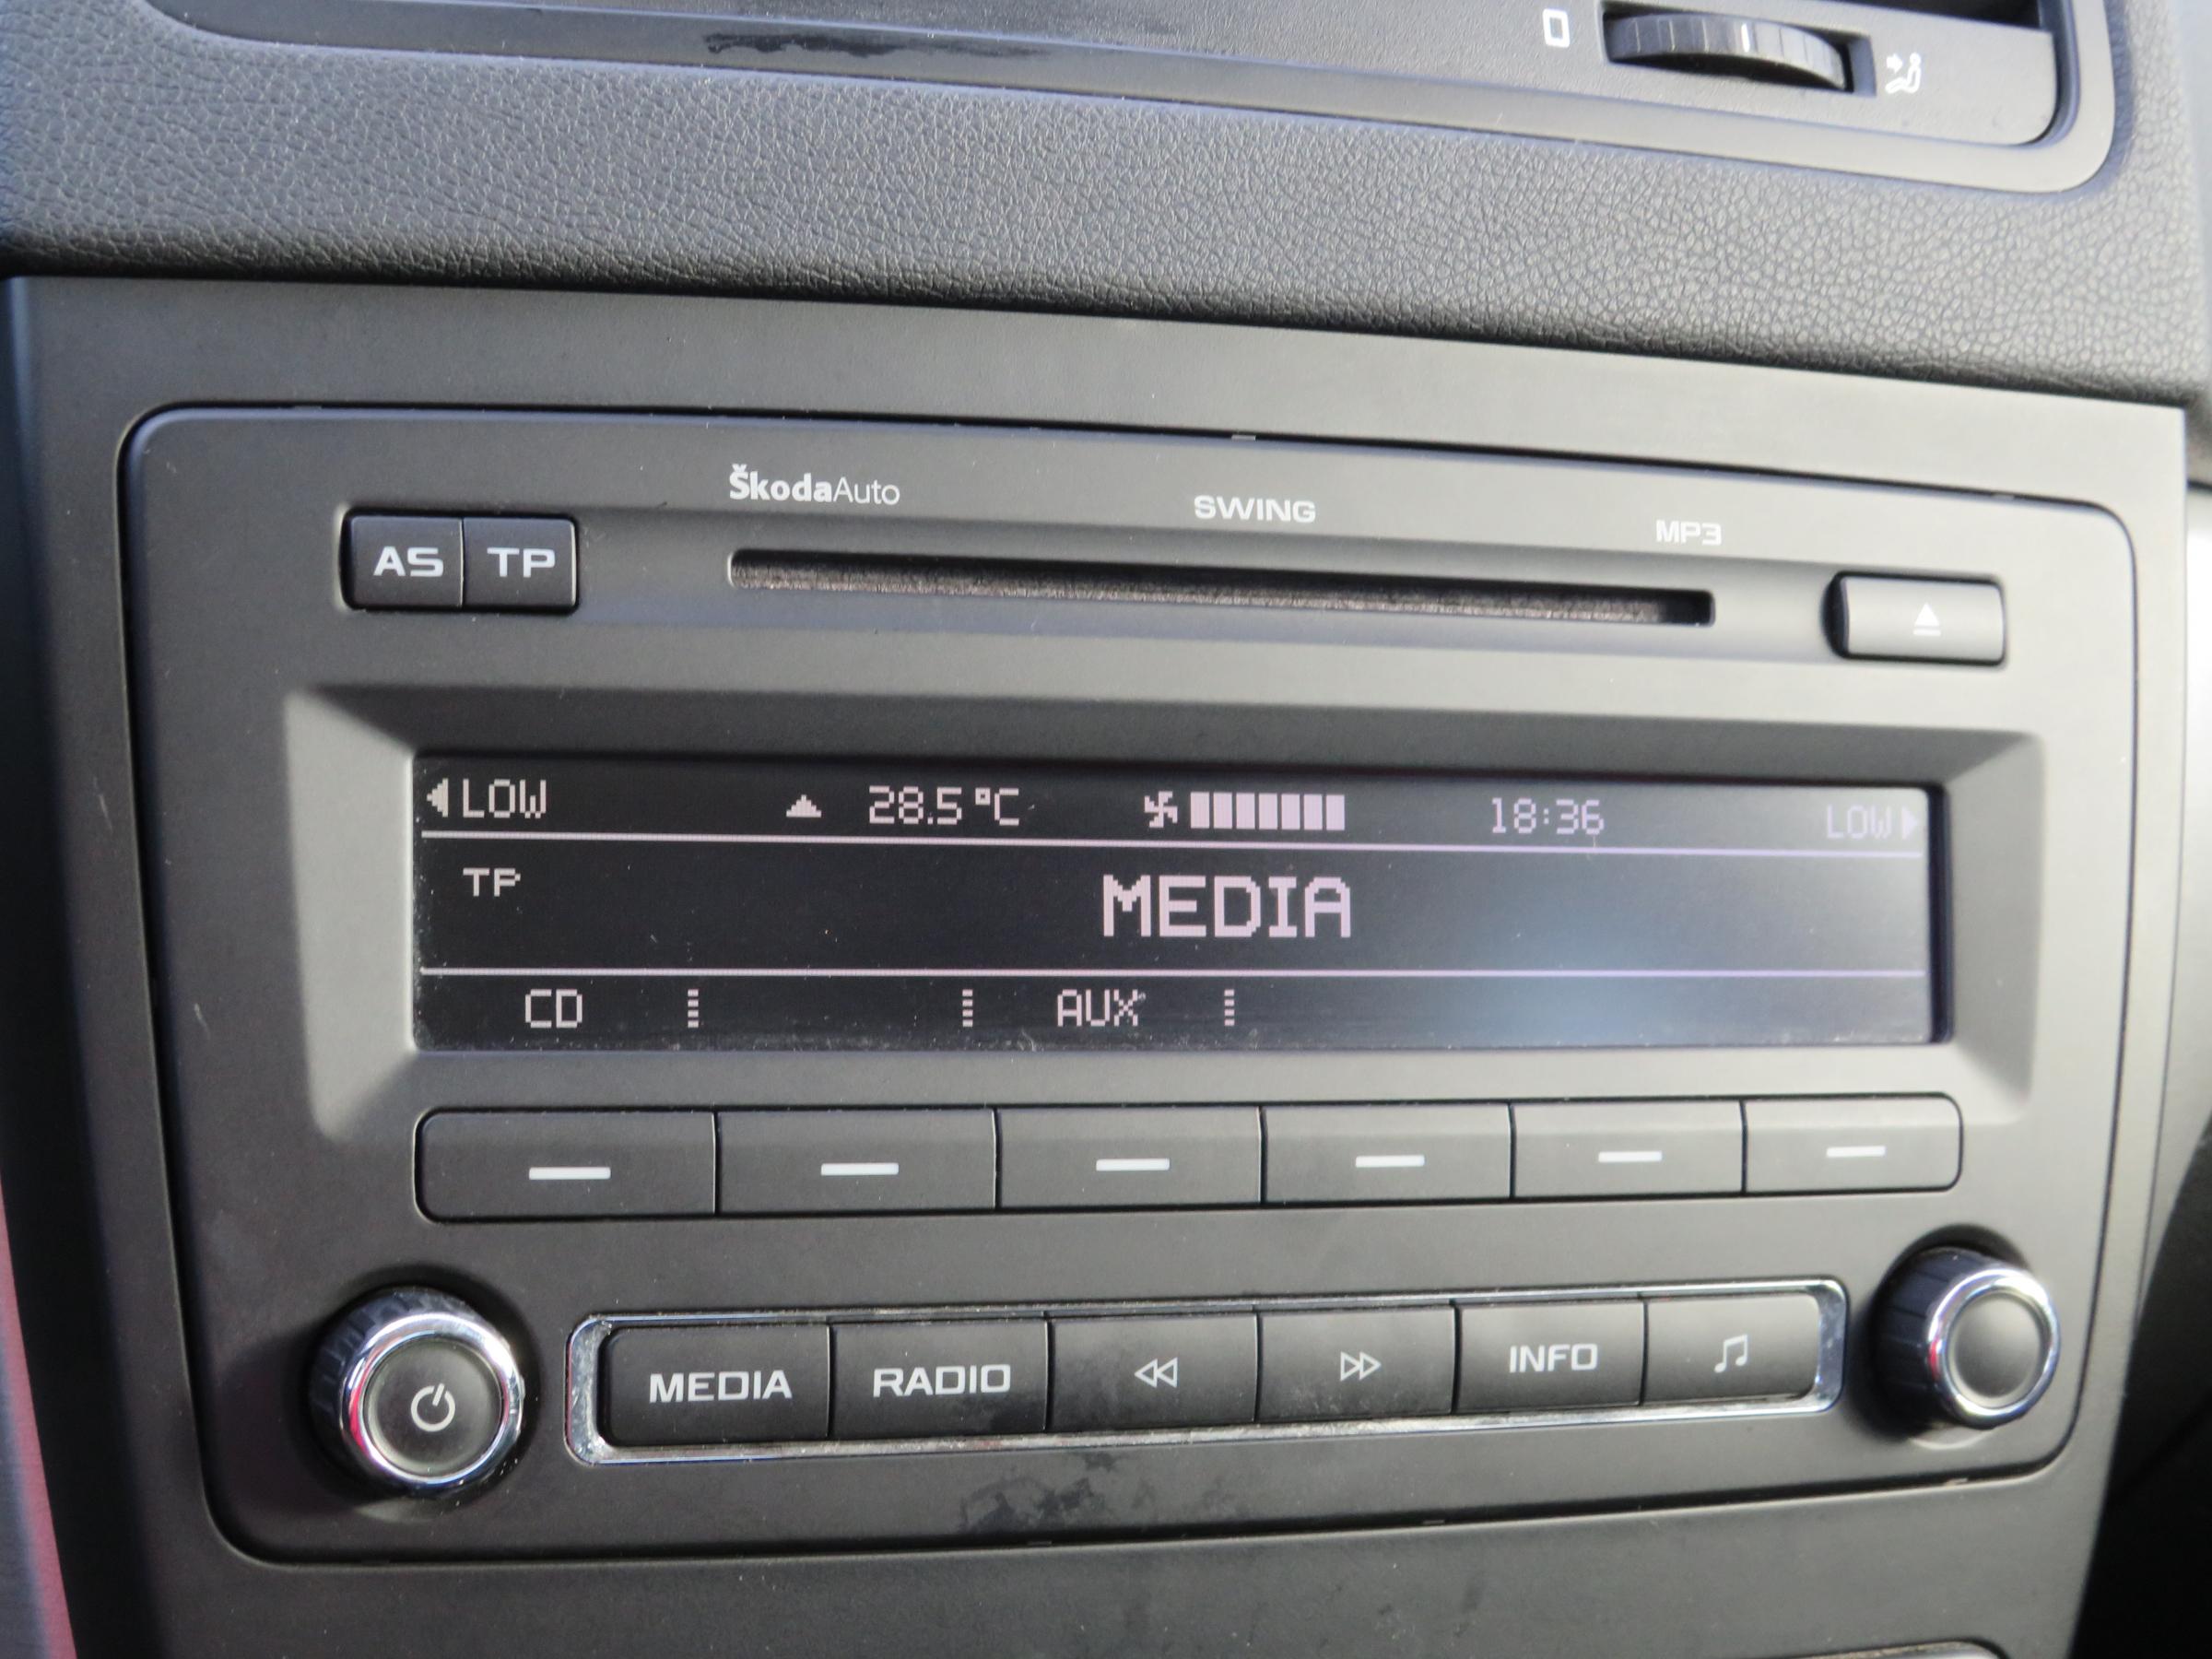 ŠkodaAuto SWING MP3
AS TP
LOW 28.5°C 18:36 LOW
TP MEDIA
CD AUX
MEDIA RADIO INFO